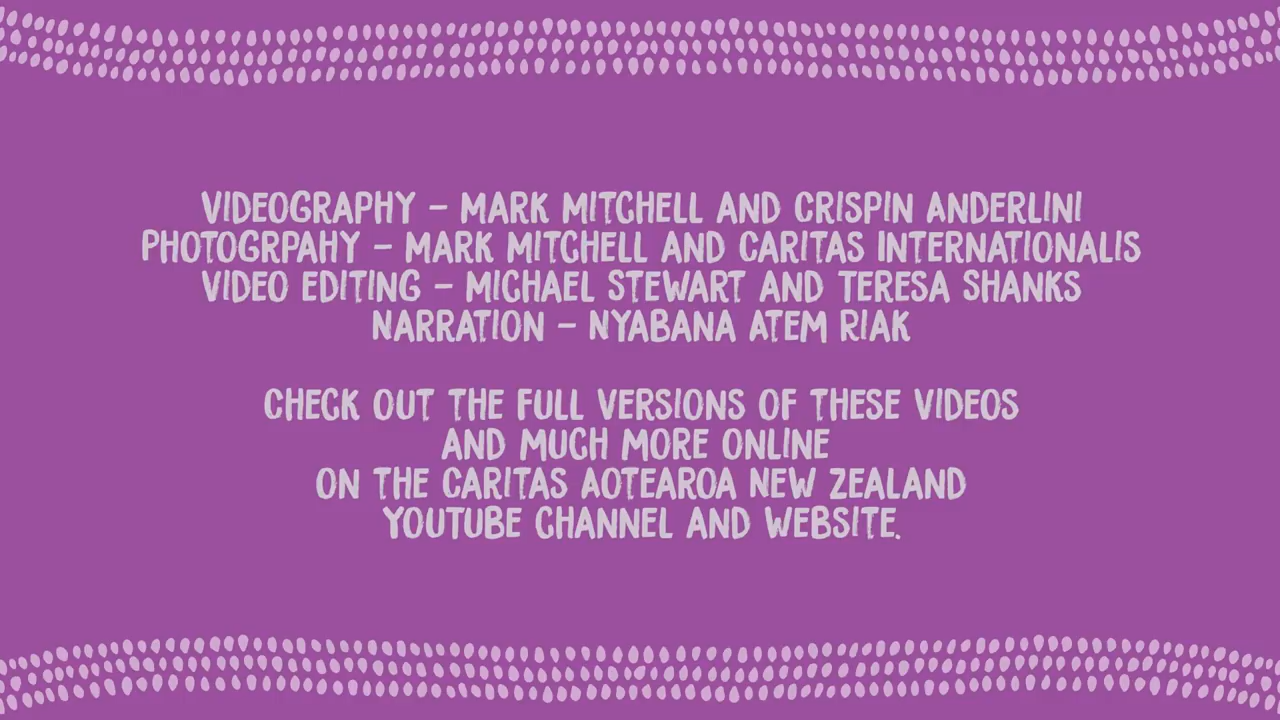 VIDEOGRAPHY – MARK MITCHELL AND CRISPIN ANDERLINI
PHOTOGRPAHY – MARK MITCHELL AND CARITAS INTERNATIONALIS
VIDEO EDITING – MICHAEL STEWART AND TERESA SHANKS
NARRATION – NYABANA ATEM RIAK
CHECK OUT THE FULL VERSIONS OF THESE VIDEOS
AND MUCH MORE ONLINE
ON THE CARITAS AOTEAROA NEW ZEALAND
YOUTUBE CHANNEL AND WEBSITE.